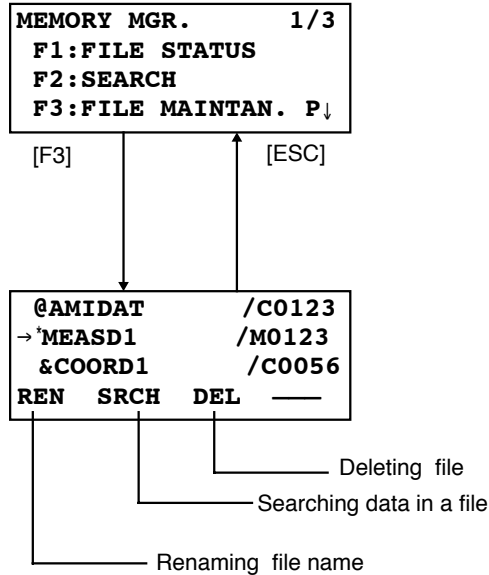 MEMORY MGR. 1/3
F1:FILE STATUS
F2:SEARCH
F3:FILE MAINTAN. P↓
[F3] [ESC]
@AMIDAT /C0123
→*MEASD1 /M0123
&COORD1 /C0056
REN SRCH DEL ———
Deleting file
Searching data in a file
Renaming file name